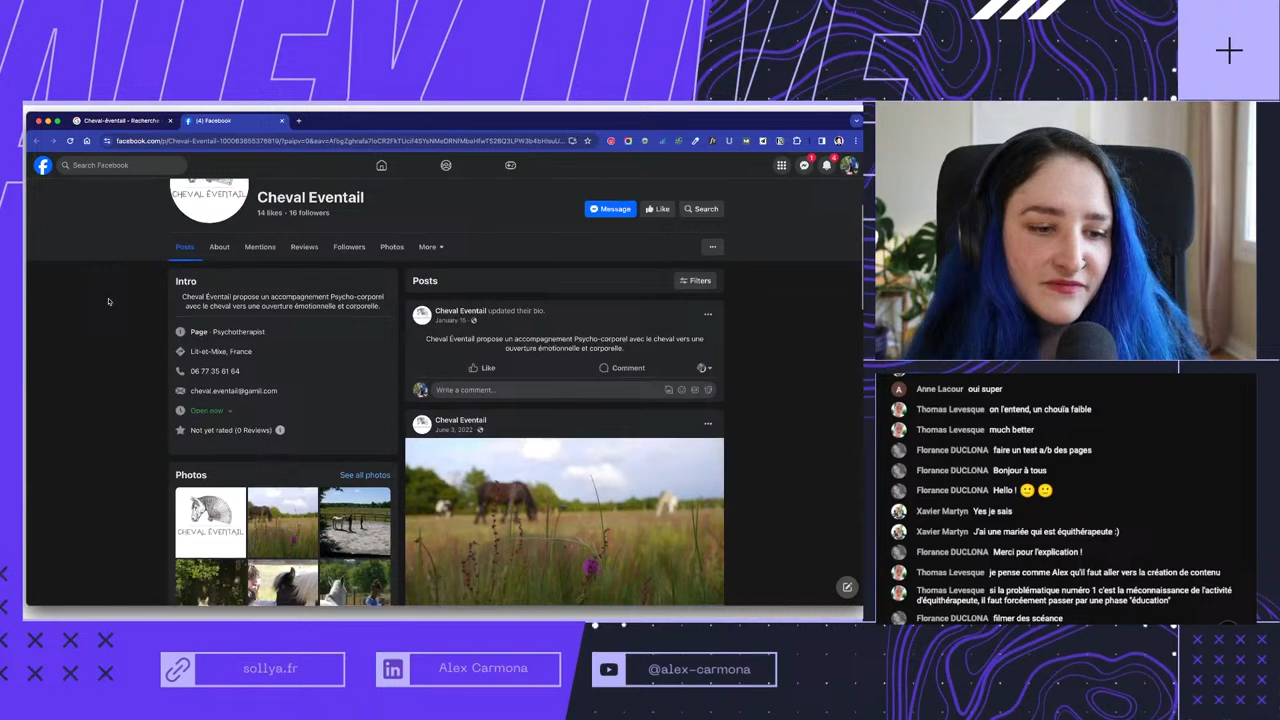 ALEX LIVE
Cheval-éventail - Recherche
(4) Facebook
Search Facebook
CHEVAL ÉVENTAIL
Cheval Eventail
14 likes • 16 followers
Message
Like
Search
Posts
About
Mentions
Reviews
Followers
Photos
More
Intro
Cheval Éventail propose un accompagnement Psycho-corporel
avec le cheval vers une ouverture émotionnelle et corporelle.
Page · Psychotherapist
Lit-et-Mixe, France
06 77 35 61 64
cheval.eventail@gamil.com
Open now
Not yet rated (0 Reviews)
Photos
See all photos
CHEVAL ÉVENTAIL
Posts
Filters
Cheval Eventail updated their bio.
January 15
Cheval Éventail propose un accompagnement Psycho-corporel avec le cheval vers une
ouverture émotionnelle et corporelle.
Like
Comment
Write a comment...
Cheval Eventail
June 3, 2022
Anne Lacour oui super
Thomas Levesque on l'entend, un chouïa faible
Thomas Levesque much better
Florance DUCLONA faire un test a/b des pages
Florance DUCLONA Bonjour à tous
Florance DUCLONA Hello ! 🙂 🙂
Xavier Martyn Yes je sais
Xavier Martyn J'ai une mariée qui est équithérapeute :)
Florance DUCLONA Merci pour l'explication !
Thomas Levesque je pense comme Alex qu'il faut aller vers la création de contenu
Thomas Levesque si la problématique numéro 1 c'est la méconnaissance de l'activité
d'équithérapeute, il faut forcément passer par une phase "éducation"
Florance DUCLONA filmer des scéance
sollya.fr
Alex Carmona
@alex-carmona